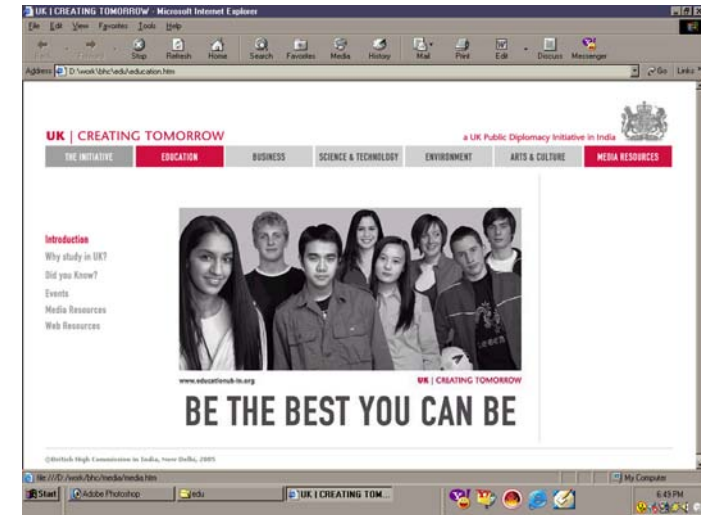 UK | CREATING TOMORROW - Microsoft Internet Explorer
File Edit View Favorites Tools Help
Stop Refresh Home Search Favorites Media History Mail Print Edit Discuss Messenger
Address D:\work\bhc\edu\education.htm Go Links
UK | CREATING TOMORROW
a UK Public Diplomacy Initiative in India
THE INITIATIVE EDUCATION BUSINESS SCIENCE & TECHNOLOGY ENVIRONMENT ARTS & CULTURE MEDIA RESOURCES
Introduction
Why study in UK?
Did you Know?
Events
Media Resources
Web Resources
www.educationuk-in.org
UK | CREATING TOMORROW
BE THE BEST YOU CAN BE
©British High Commission in India, New Delhi, 2005
file:///D:/work/bhc/media/media.htm My Computer
Start Adobe Photoshop edu UK | CREATING TOM... 6:45 PM